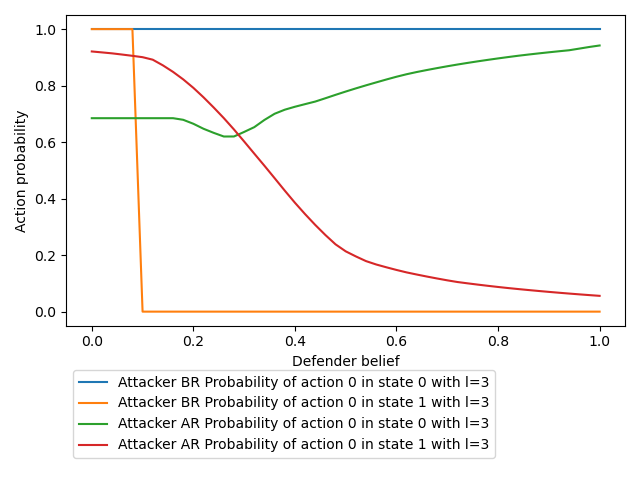 1.0
0.8
0.6
0.4
0.2
0.0
Action probability
0.0 0.2 0.4 0.6 0.8 1.0
Defender belief
Attacker BR Probability of action 0 in state 0 with l=3
Attacker BR Probability of action 0 in state 1 with l=3
Attacker AR Probability of action 0 in state 0 with l=3
Attacker AR Probability of action 0 in state 1 with l=3